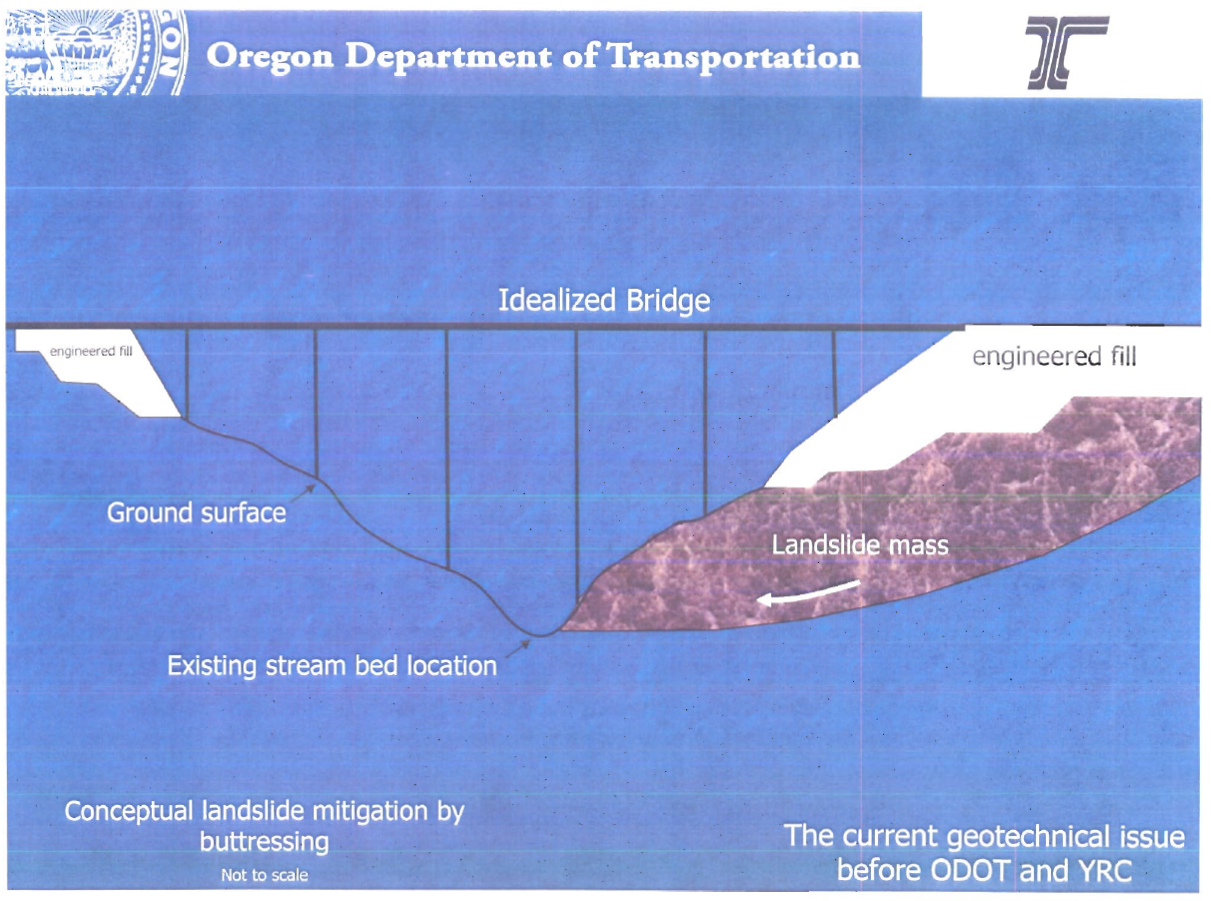 GON
Oregon Department of Transportation
Idealized Bridge
engineered fill
engineered fill
Ground surface
Landslide mass
Existing stream bed location
Conceptual landslide mitigation by
buttressing
Not to scale
The current geotechnical issue
before ODOT and YRC